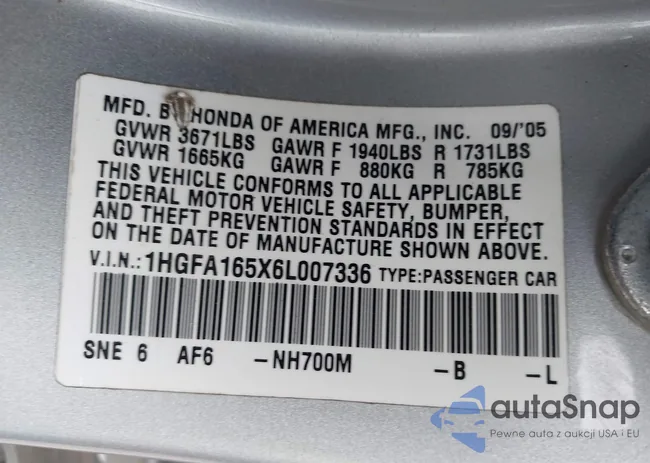 MFD. BY HONDA OF AMERICA MFG., INC. 09/'05
GVWR 3671LBS GAWR F 1940LBS R 1731LBS
GVWR 1665KG GAWR F 880KG R 785KG
THIS VEHICLE CONFORMS TO ALL APPLICABLE
FEDERAL MOTOR VEHICLE SAFETY, BUMPER,
AND THEFT PREVENTION STANDARDS IN EFFECT
ON THE DATE OF MANUFACTURE SHOWN ABOVE.
V.I.N.:1HGFA165X6L007336 TYPE:PASSENGER CAR
SNE 6 AF6 -NH700M -B -L
autaSnap
Pewne auta z aukcji USA i EU